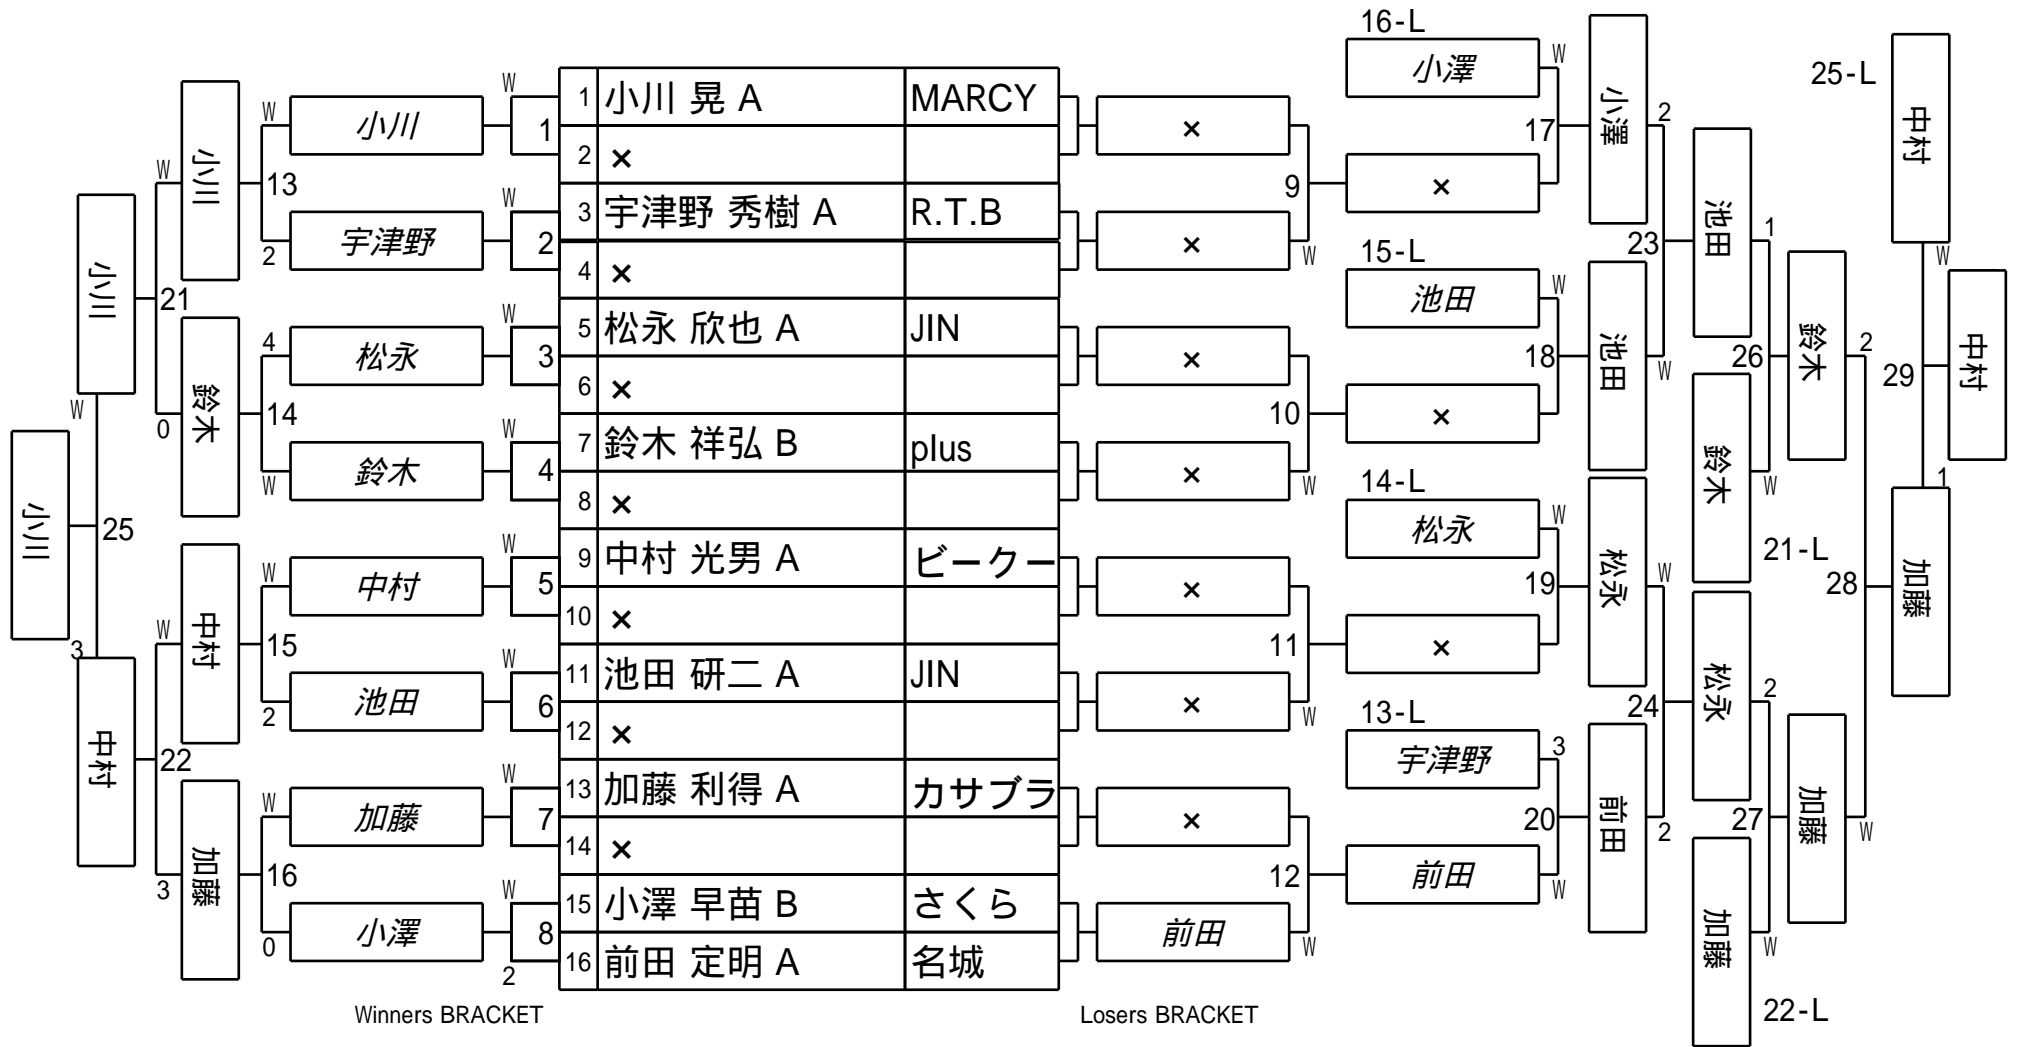 16-L
小澤 W
25-L
中村
1 小川 晃 A MARCY
2 ×
3 宇津野 秀樹 A R.T.B
4 ×
5 松永 欣也 A JIN
6 ×
7 鈴木 祥弘 B plus
8 ×
9 中村 光男 A ビークー
10 ×
11 池田 研二 A JIN
12 ×
13 加藤 利得 A カサブラ
14 ×
15 小澤 早苗 B さくら
16 前田 定明 A 名城
W 1
W 2
W 3
W 4
W 5
W 6
W 7
W 8 2
小川 W
13
宇津野 2
松永 4
14
鈴木 W
中村 W
15
池田 2
加藤 W
16
小澤 0
小川 W
21
鈴木 0
中村 W
22
加藤 3
小川 W
25
中村 3
小川
Winners BRACKET
×
9
× W
×
10
× W
×
11
× W
×
12
前田 W
17
×
15-L
池田 W
18
×
14-L
松永 W
19
×
13-L
宇津野 3
20
前田 W
小澤 2
23
池田 W
松永 W
24
前田 2
池田 1
26
鈴木 W
21-L
松永 2
27
加藤 W
22-L
鈴木 2
28
加藤 W
W
29
加藤 1
中村
Losers BRACKET